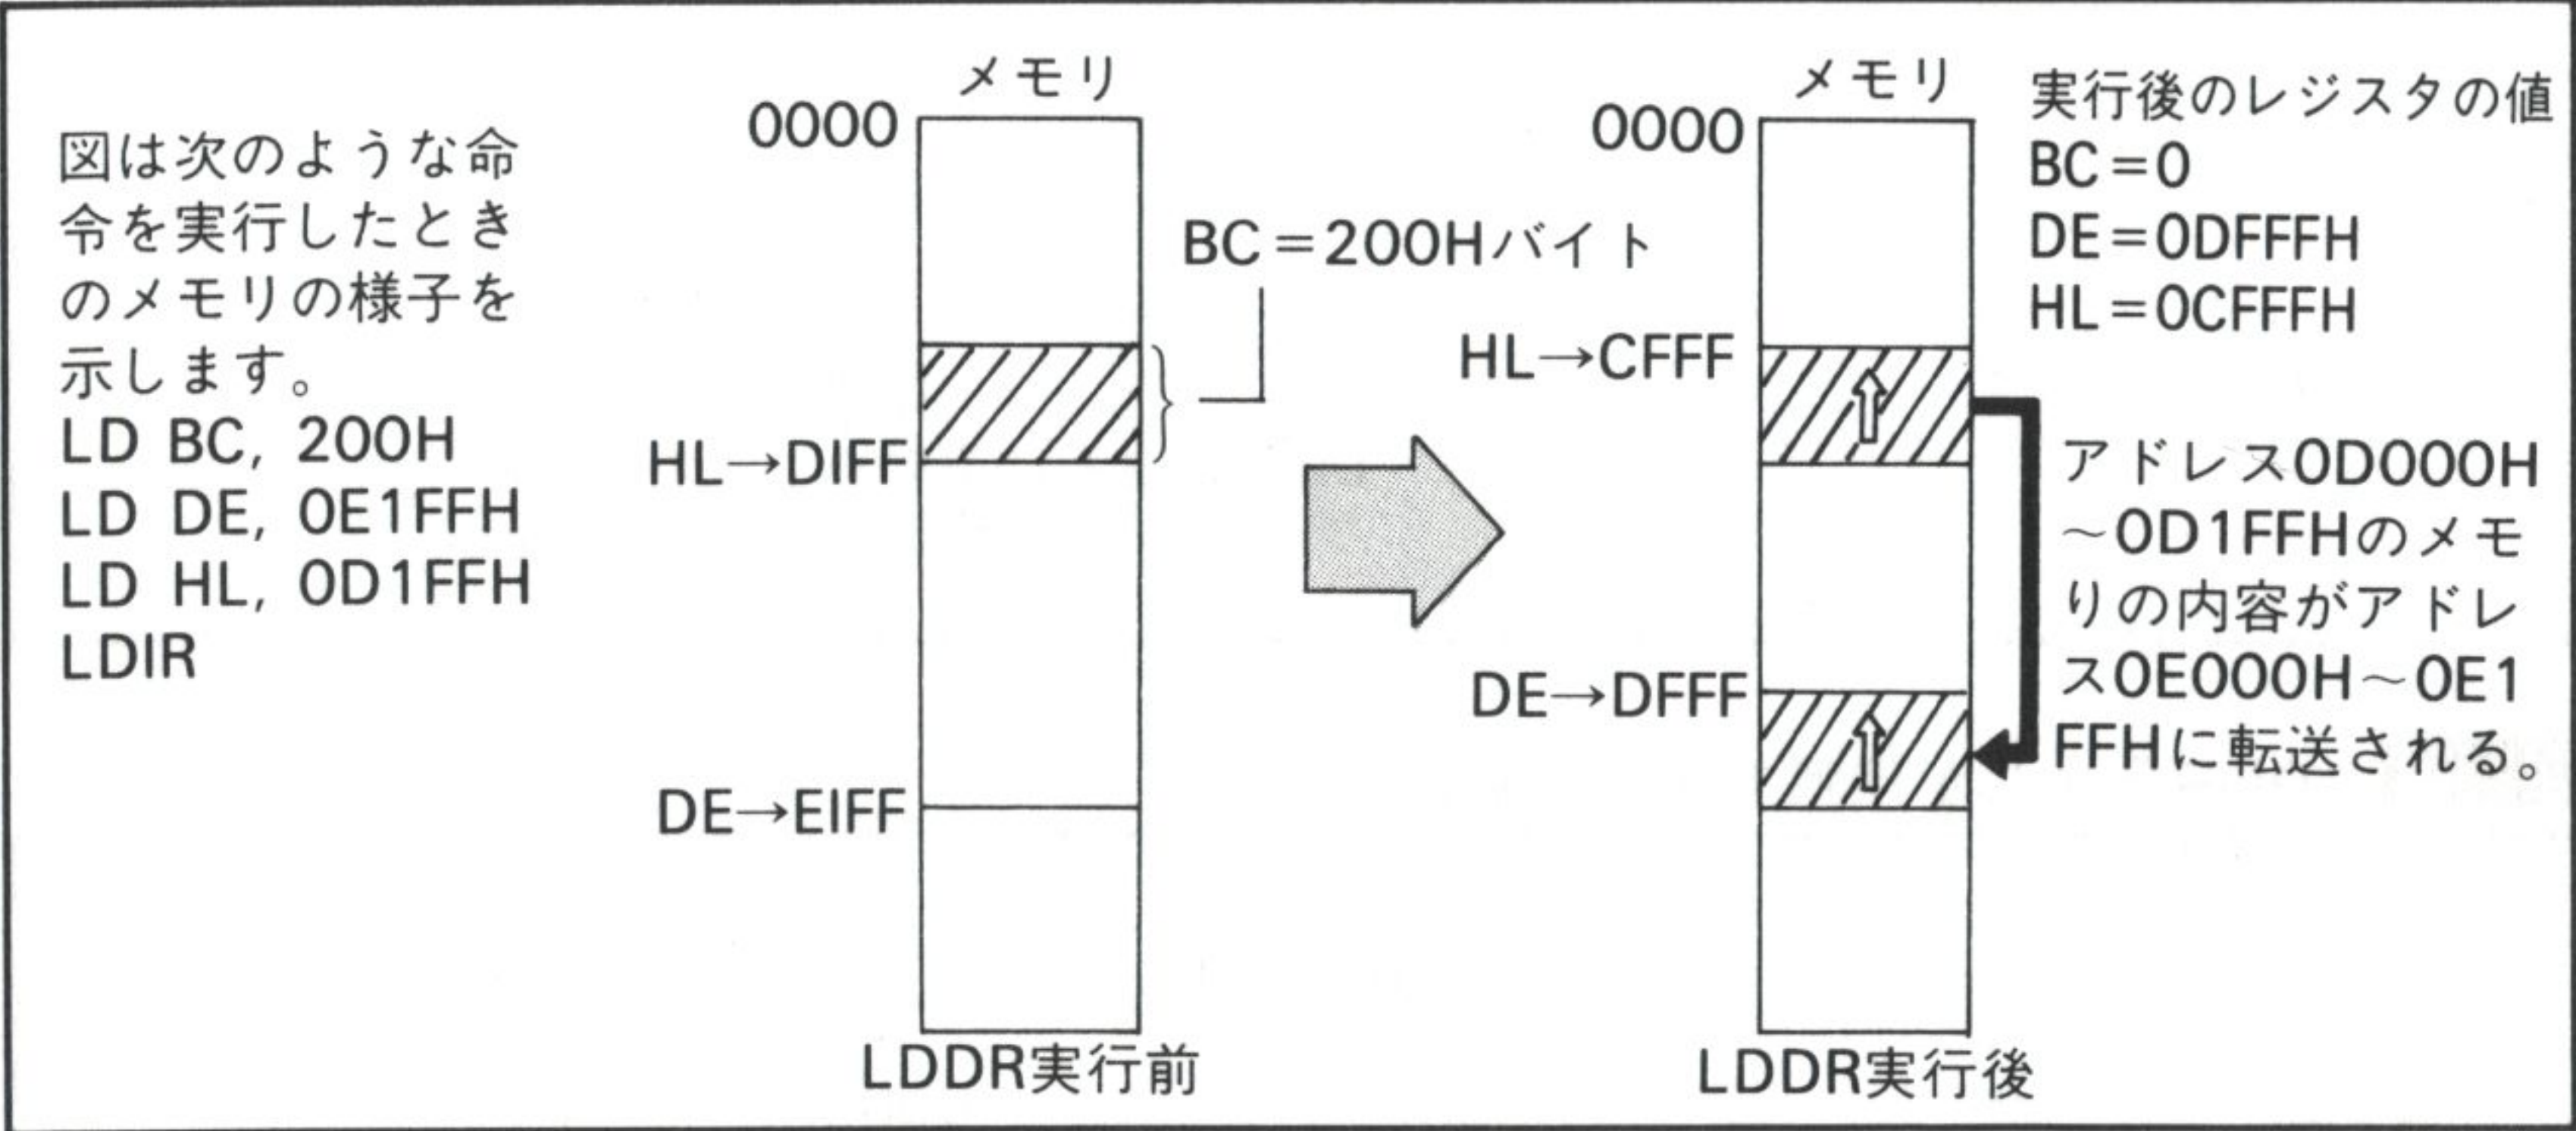 図は次のような命
令を実行したとき
のメモリの様子を
示します。
LD BC, 200H
LD DE, 0E1FFH
LD HL, 0D1FFH
LDIR
メモリ
0000
BC=200Hバイト
HL→DIFF
DE→EIFF
LDDR実行前
メモリ
0000
HL→CFFF
DE→DFFF
LDDR実行後
実行後のレジスタの値
BC=0
DE=0DFFFH
HL=0CFFFH
アドレス0D000H
～0D1FFHのメモ
りの内容がアドレ
ス0E000H～0E1
FFHに転送される。